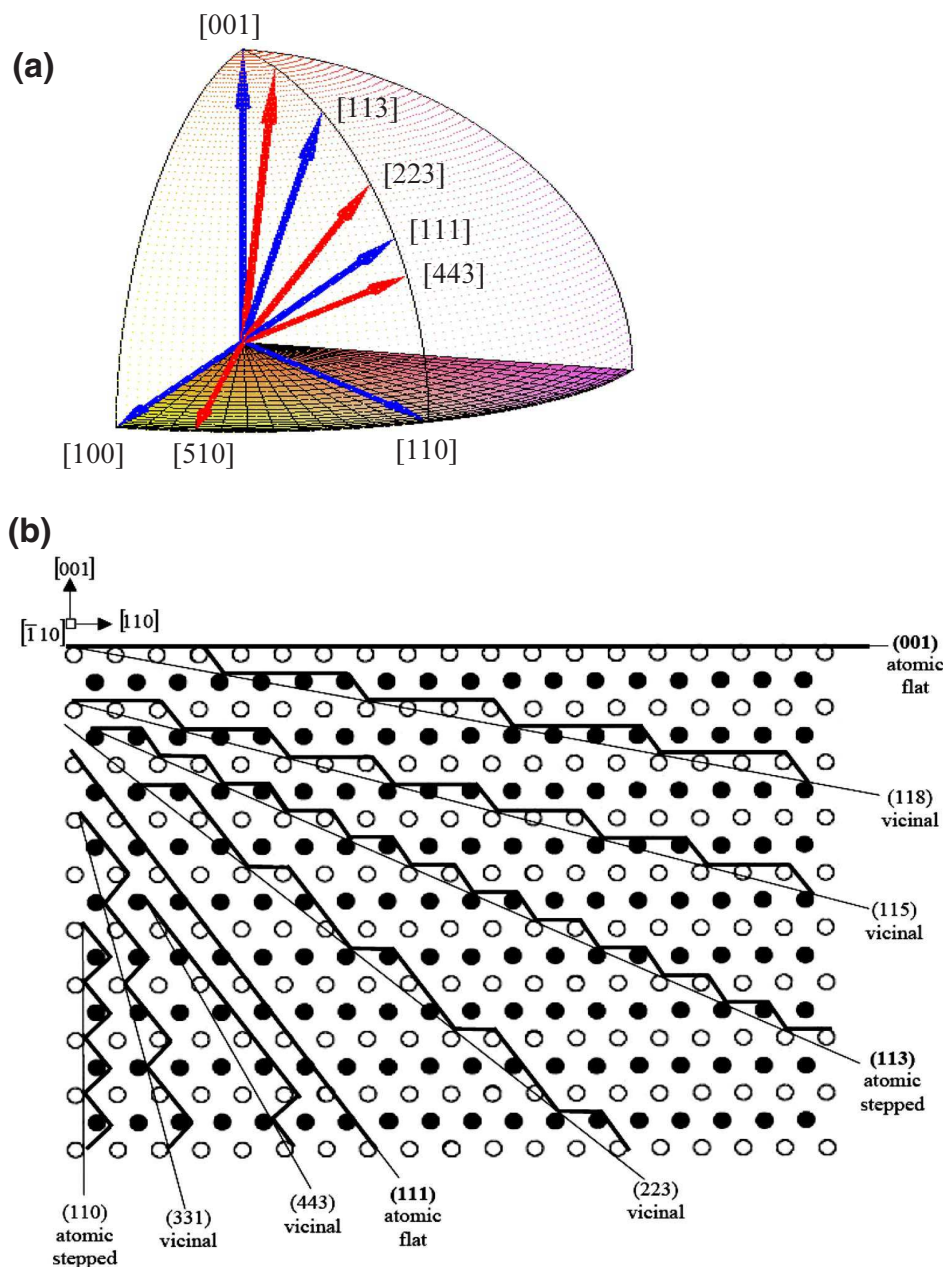 (a)
[001]
[113]
[223]
[111]
[443]
[100]
[510]
[110]
(b)
[001]
[1̅ 10]
[110]
(001)
atomic
flat
(118)
vicinal
(115)
vicinal
(113)
atomic
stepped
(223)
vicinal
(111)
atomic
flat
(443)
vicinal
(331)
vicinal
(110)
atomic
stepped